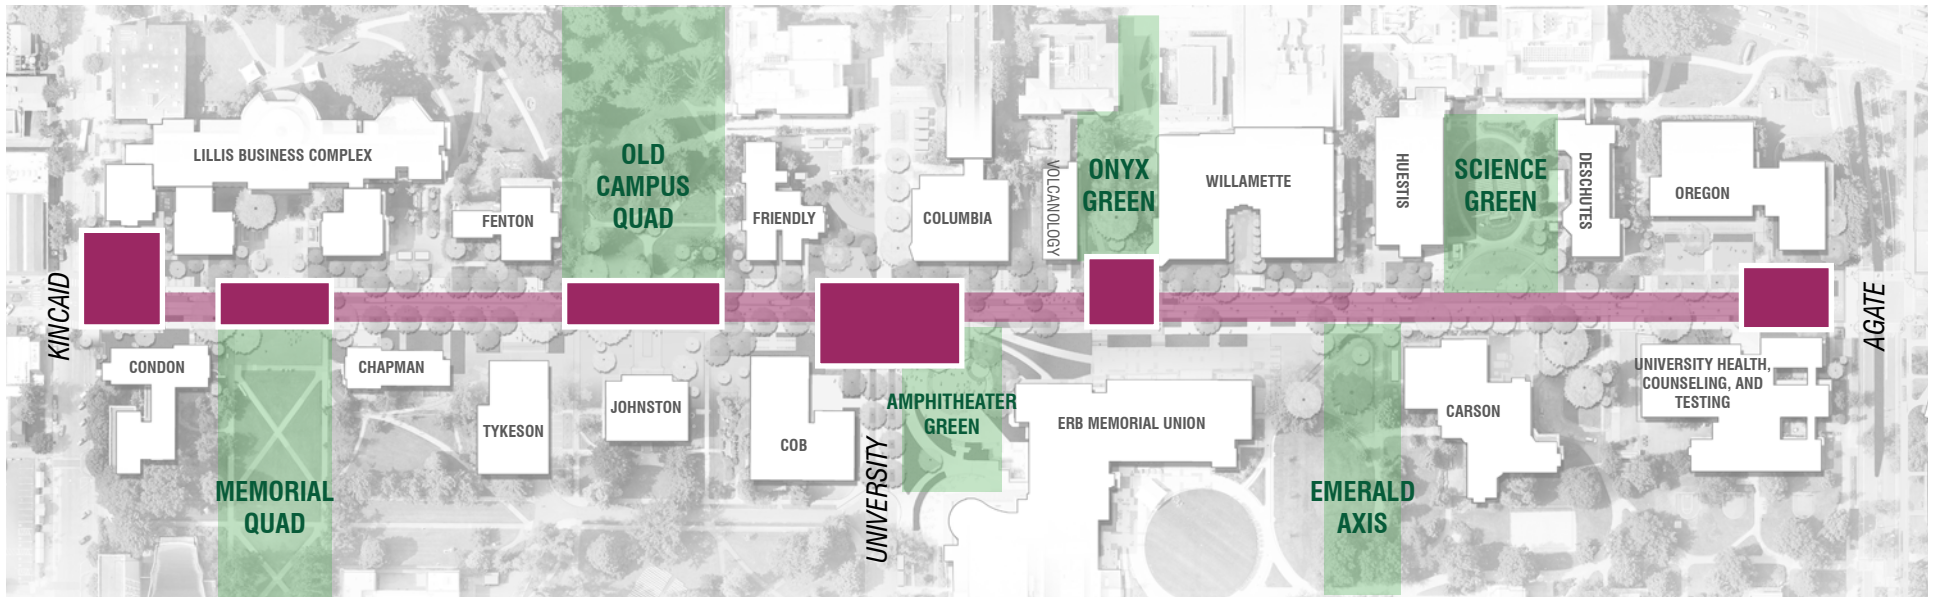 LILLIS BUSINESS COMPLEX
FENTON
OLD
CAMPUS
QUAD
FRIENDLY
COLUMBIA
VOLCANOLOGY
ONYX
GREEN
WILLAMETTE
HUESTIS
SCIENCE
GREEN
DESCHUTES
OREGON
KINCAID
AGATE
CONDON
CHAPMAN
TYKESON
JOHNSTON
COB
UNIVERSITY
AMPHITHEATER
GREEN
ERB MEMORIAL UNION
CARSON
UNIVERSITY HEALTH,
COUNSELING, AND
TESTING
MEMORIAL
QUAD
EMERALD
AXIS